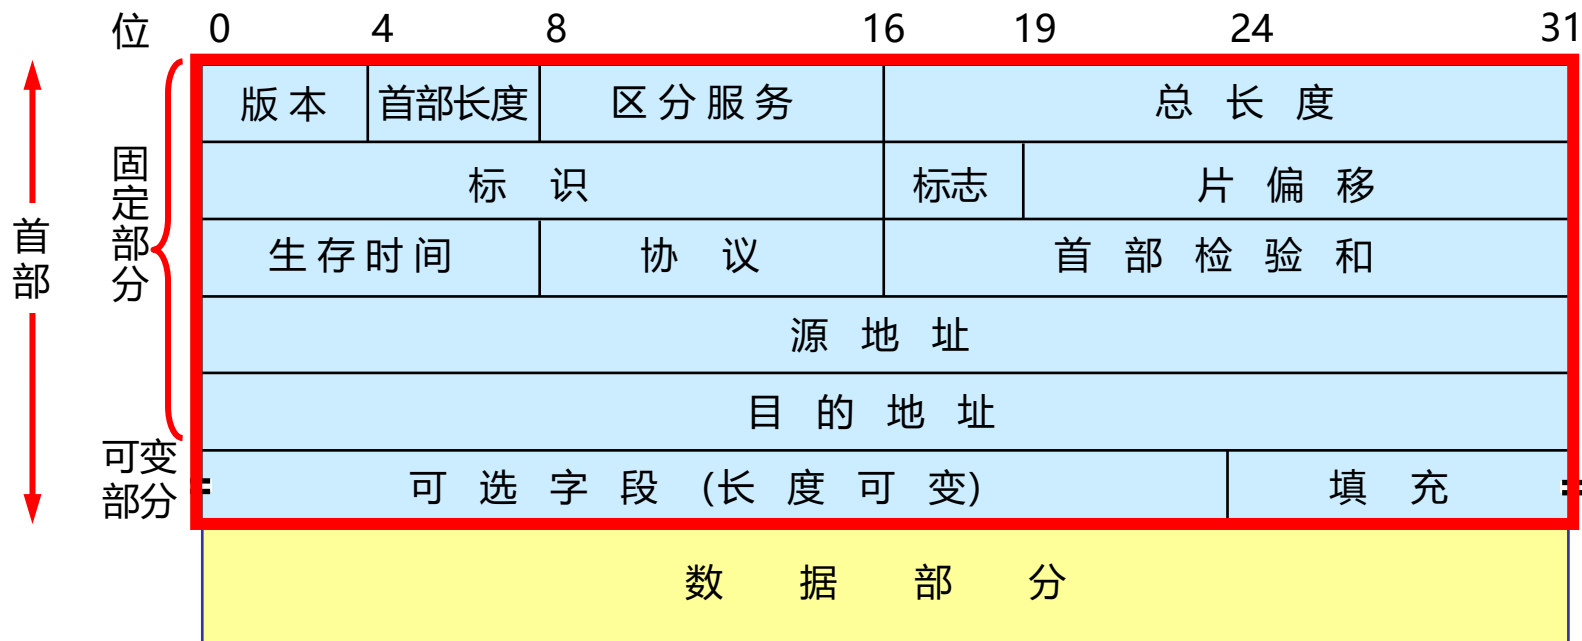 位 0 4 8 16 19 24 31
版本 首部长度 区分服务 总长度
标识 标志 片偏移
生存时间 协议 首部检验和
源地址
目的地址
可选字段 (长度可变) 填充
数据部分
首部
固定部分
可变
部分